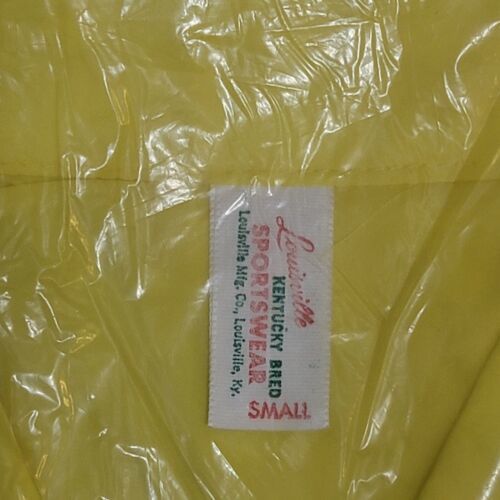 Louisville
KENTUCKY BRED
SPORTSWEAR
Louisville Mfg. Co., Louisville, Ky.
SMALL